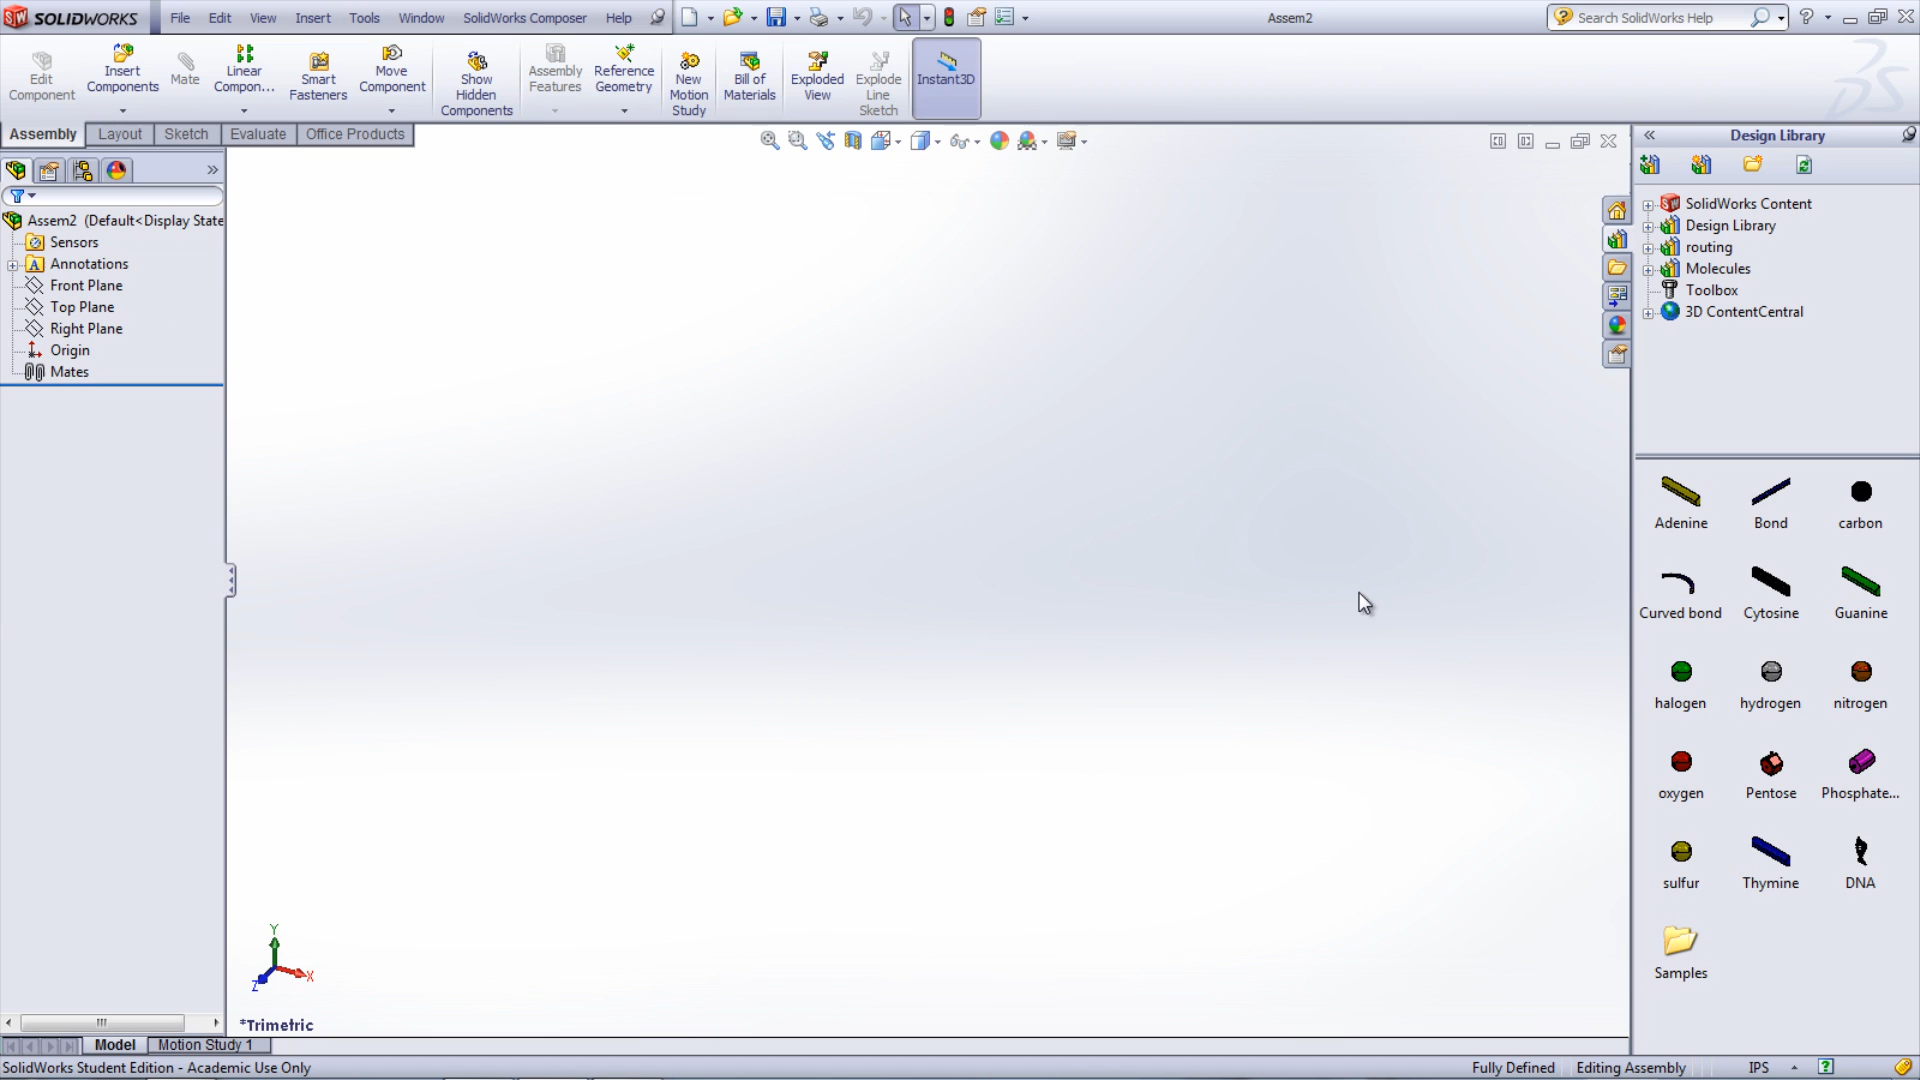 SOLIDWORKS File Edit View Insert Tools Window SolidWorks Composer Help Assem2 Search SolidWorks Help
Edit Component
Insert Components
Mate
Linear Compon...
Smart Fasteners
Move Component
Show Hidden Components
Assembly Features
Reference Geometry
New Motion Study
Bill of Materials
Exploded View
Explode Line Sketch
Instant3D
Assembly Layout Sketch Evaluate Office Products
Assem2 (Default<Display State
Sensors
Annotations
Front Plane
Top Plane
Right Plane
Origin
Mates
Design Library
SolidWorks Content
Design Library
routing
Molecules
Toolbox
3D ContentCentral
Adenine Bond carbon
Curved bond Cytosine Guanine
halogen hydrogen nitrogen
oxygen Pentose Phosphate...
sulfur Thymine DNA
Samples
Y
X
Z
*Trimetric
Model Motion Study 1
SolidWorks Student Edition - Academic Use Only Fully Defined Editing Assembly IPS